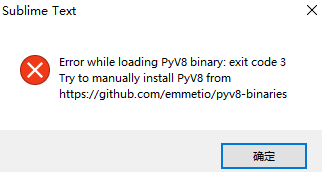 Sublime Text
Error while loading PyV8 binary: exit code 3
Try to manually install PyV8 from
https://github.com/emmetio/pyv8-binaries
确定